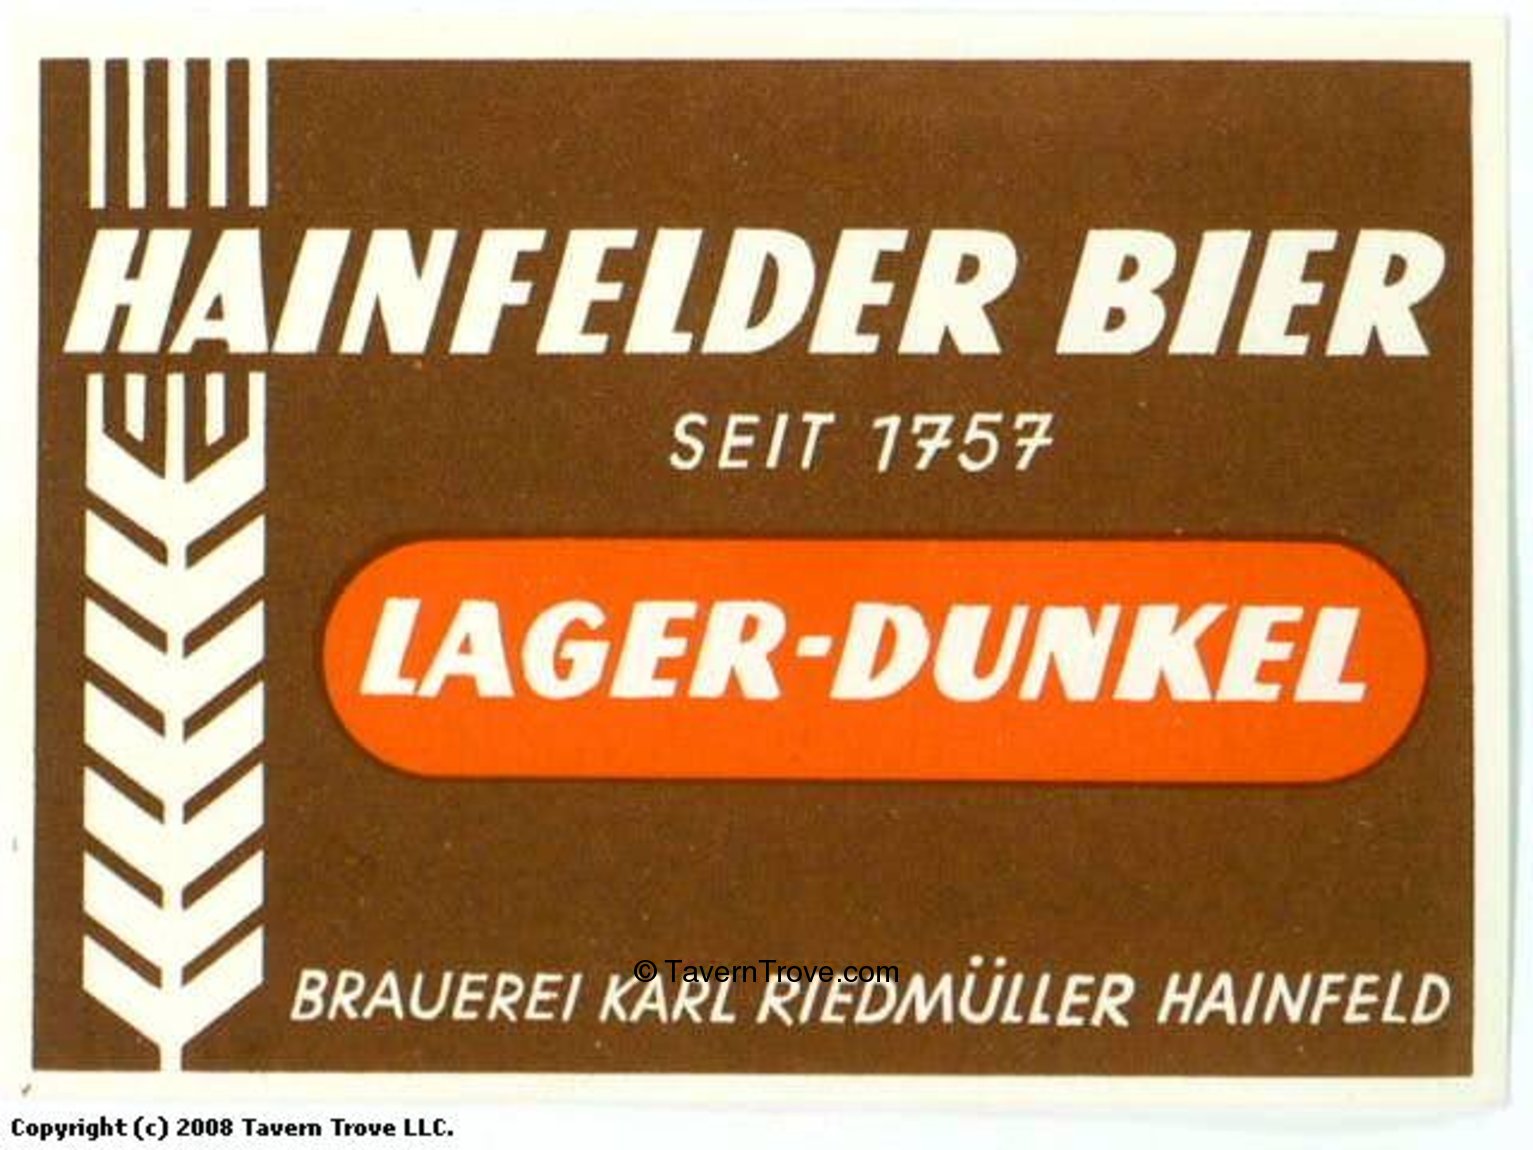 HAINFELDER BIER
SEIT 1757
LAGER-DUNKEL
© TavernTrove.com
BRAUEREI KARL RIEDMÜLLER HAINFELD
Copyright (c) 2008 Tavern Trove LLC.